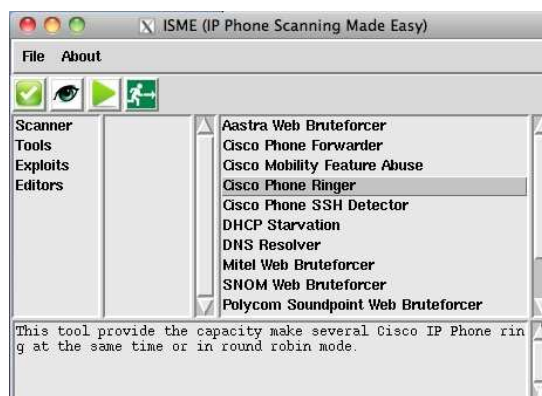 ISME (IP Phone Scanning Made Easy)
File About
Scanner
Tools
Exploits
Editors
Aastra Web Bruteforcer
Cisco Phone Forwarder
Cisco Mobility Feature Abuse
Cisco Phone Ringer
Cisco Phone SSH Detector
DHCP Starvation
DNS Resolver
Mitel Web Bruteforcer
SNOM Web Bruteforcer
Polycom Soundpoint Web Bruteforcer
This tool provide the capacity make several Cisco IP Phone rin
g at the same time or in round robin mode.